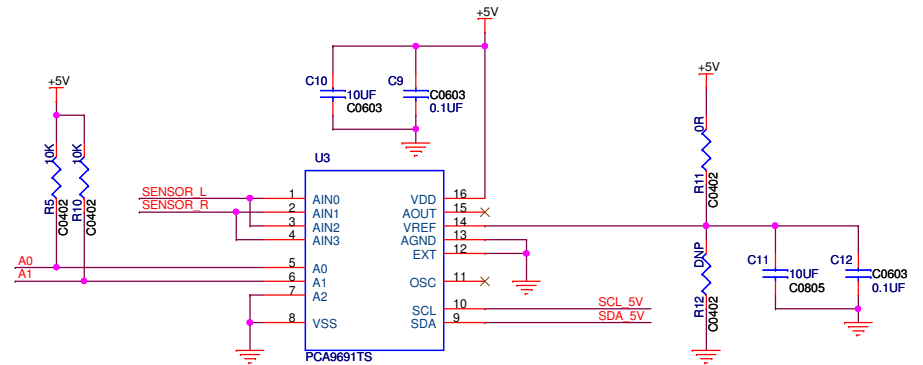 +5V
C10
10UF
C0603
C9
C0603
0.1UF
+5V
10K
R5
C0402
10K
R10
C0402
+5V
0R
R11
C0402
U3
SENSOR_L
SENSOR_R
1 AIN0
2 AIN1
3 AIN2
4 AIN3
A0
A1
5 A0
6 A1
7 A2
8 VSS
VDD 16
AOUT 15
VREF 14
AGND 13
EXT 12
OSC 11
SCL 10
SDA 9
SCL_5V
SDA_5V
PCA9691TS
DNP
R12
C0402
C11
10UF
C0805
C12
C0603
0.1UF